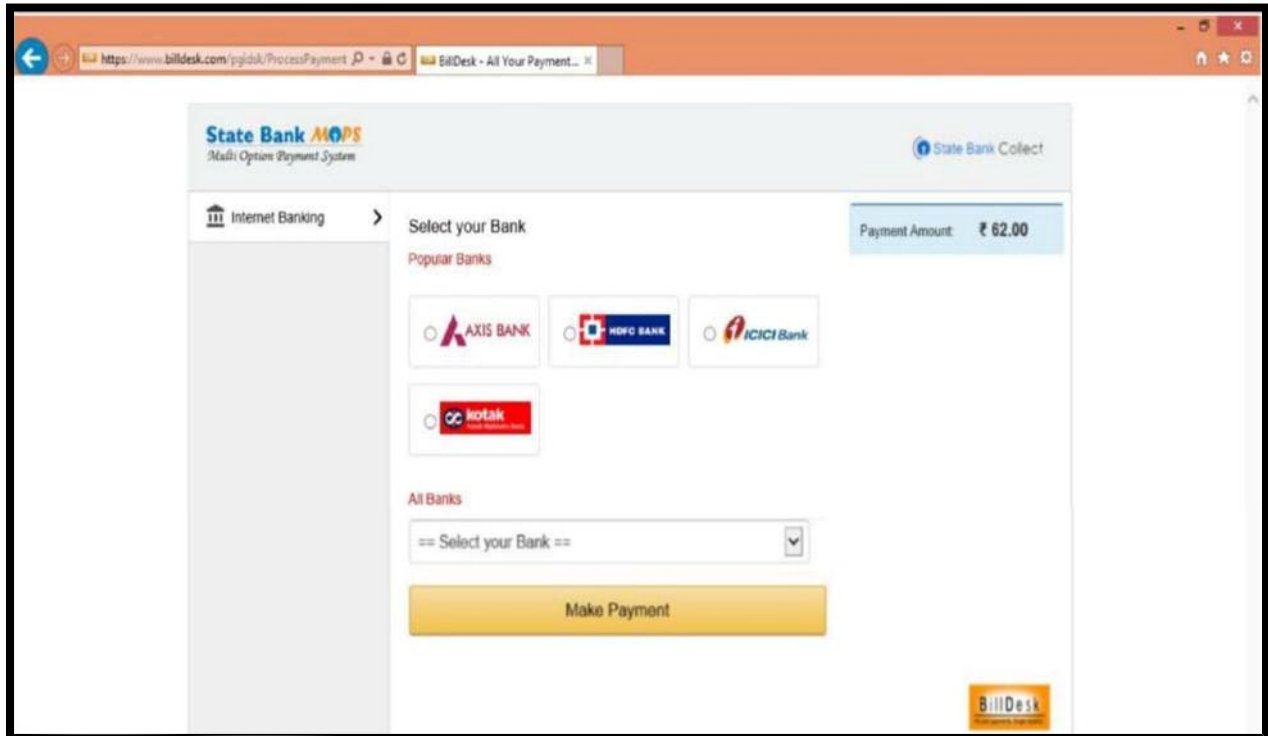 https://www.billdesk.com/pgidsk/ProcessPayment
BillDesk - All Your Payment...
State Bank MOPS
Multi Option Payment System
State Bank Collect
Internet Banking
Select your Bank
Payment Amount: ₹ 62.00
Popular Banks
AXIS BANK
HDFC BANK
ICICI Bank
kotak
All Banks
== Select your Bank ==
Make Payment
BillDesk